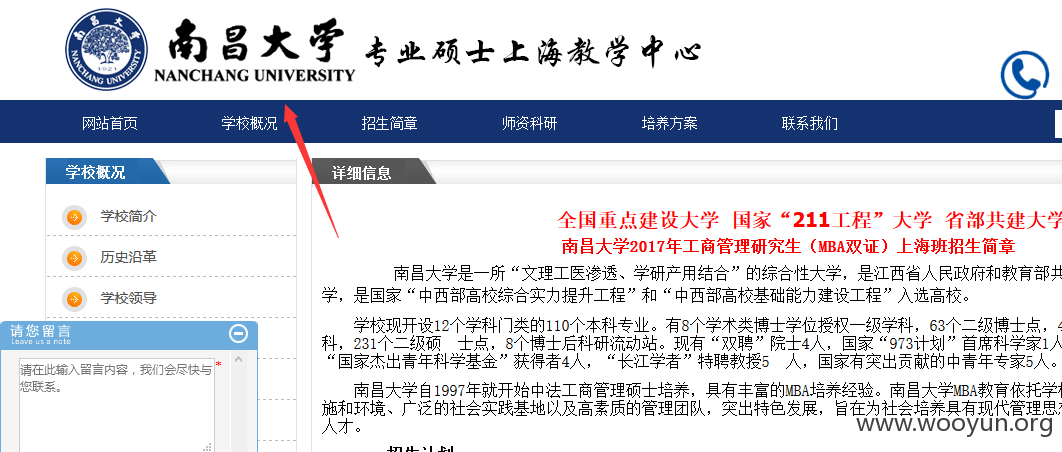 南昌大学
NANCHANG UNIVERSITY
专业硕士上海教学中心
南昌大学
1921
NANCHANG UNIVERSITY
网站首页 学校概况 招生简章 师资科研 培养方案 联系我们
学校概况
学校简介
历史沿革
学校领导
请您留言
Leave us a note
请在此输入留言内容，我们会尽快与
您联系。
*
详细信息
全国重点建设大学 国家“211工程”大学 省部共建大学
南昌大学2017年工商管理研究生（MBA双证）上海班招生简章
南昌大学是一所“文理工医渗透、学研产用结合”的综合性大学，是江西省人民政府和教育部共
学，是国家“中西部高校综合实力提升工程”和“中西部高校基础能力建设工程”入选高校。
学校现开设12个学科门类的110个本科专业。有8个学术类博士学位授权一级学科，63个二级博士点，4
科，231个二级硕 士点，8个博士后科研流动站。现有“双聘”院士4人，国家“973计划”首席科学家1人
“国家杰出青年科学基金”获得者4人，“长江学者”特聘教授5 人，国家有突出贡献的中青年专家5人。
南昌大学自1997年就开始中法工商管理硕士培养，具有丰富的MBA培养经验。南昌大学MBA教育依托学校
施和环境、广泛的社会实践基地以及高素质的管理团队，突出特色发展，旨在为社会培养具有现代管理思想
人才。
招生计划
www.wooyun.org